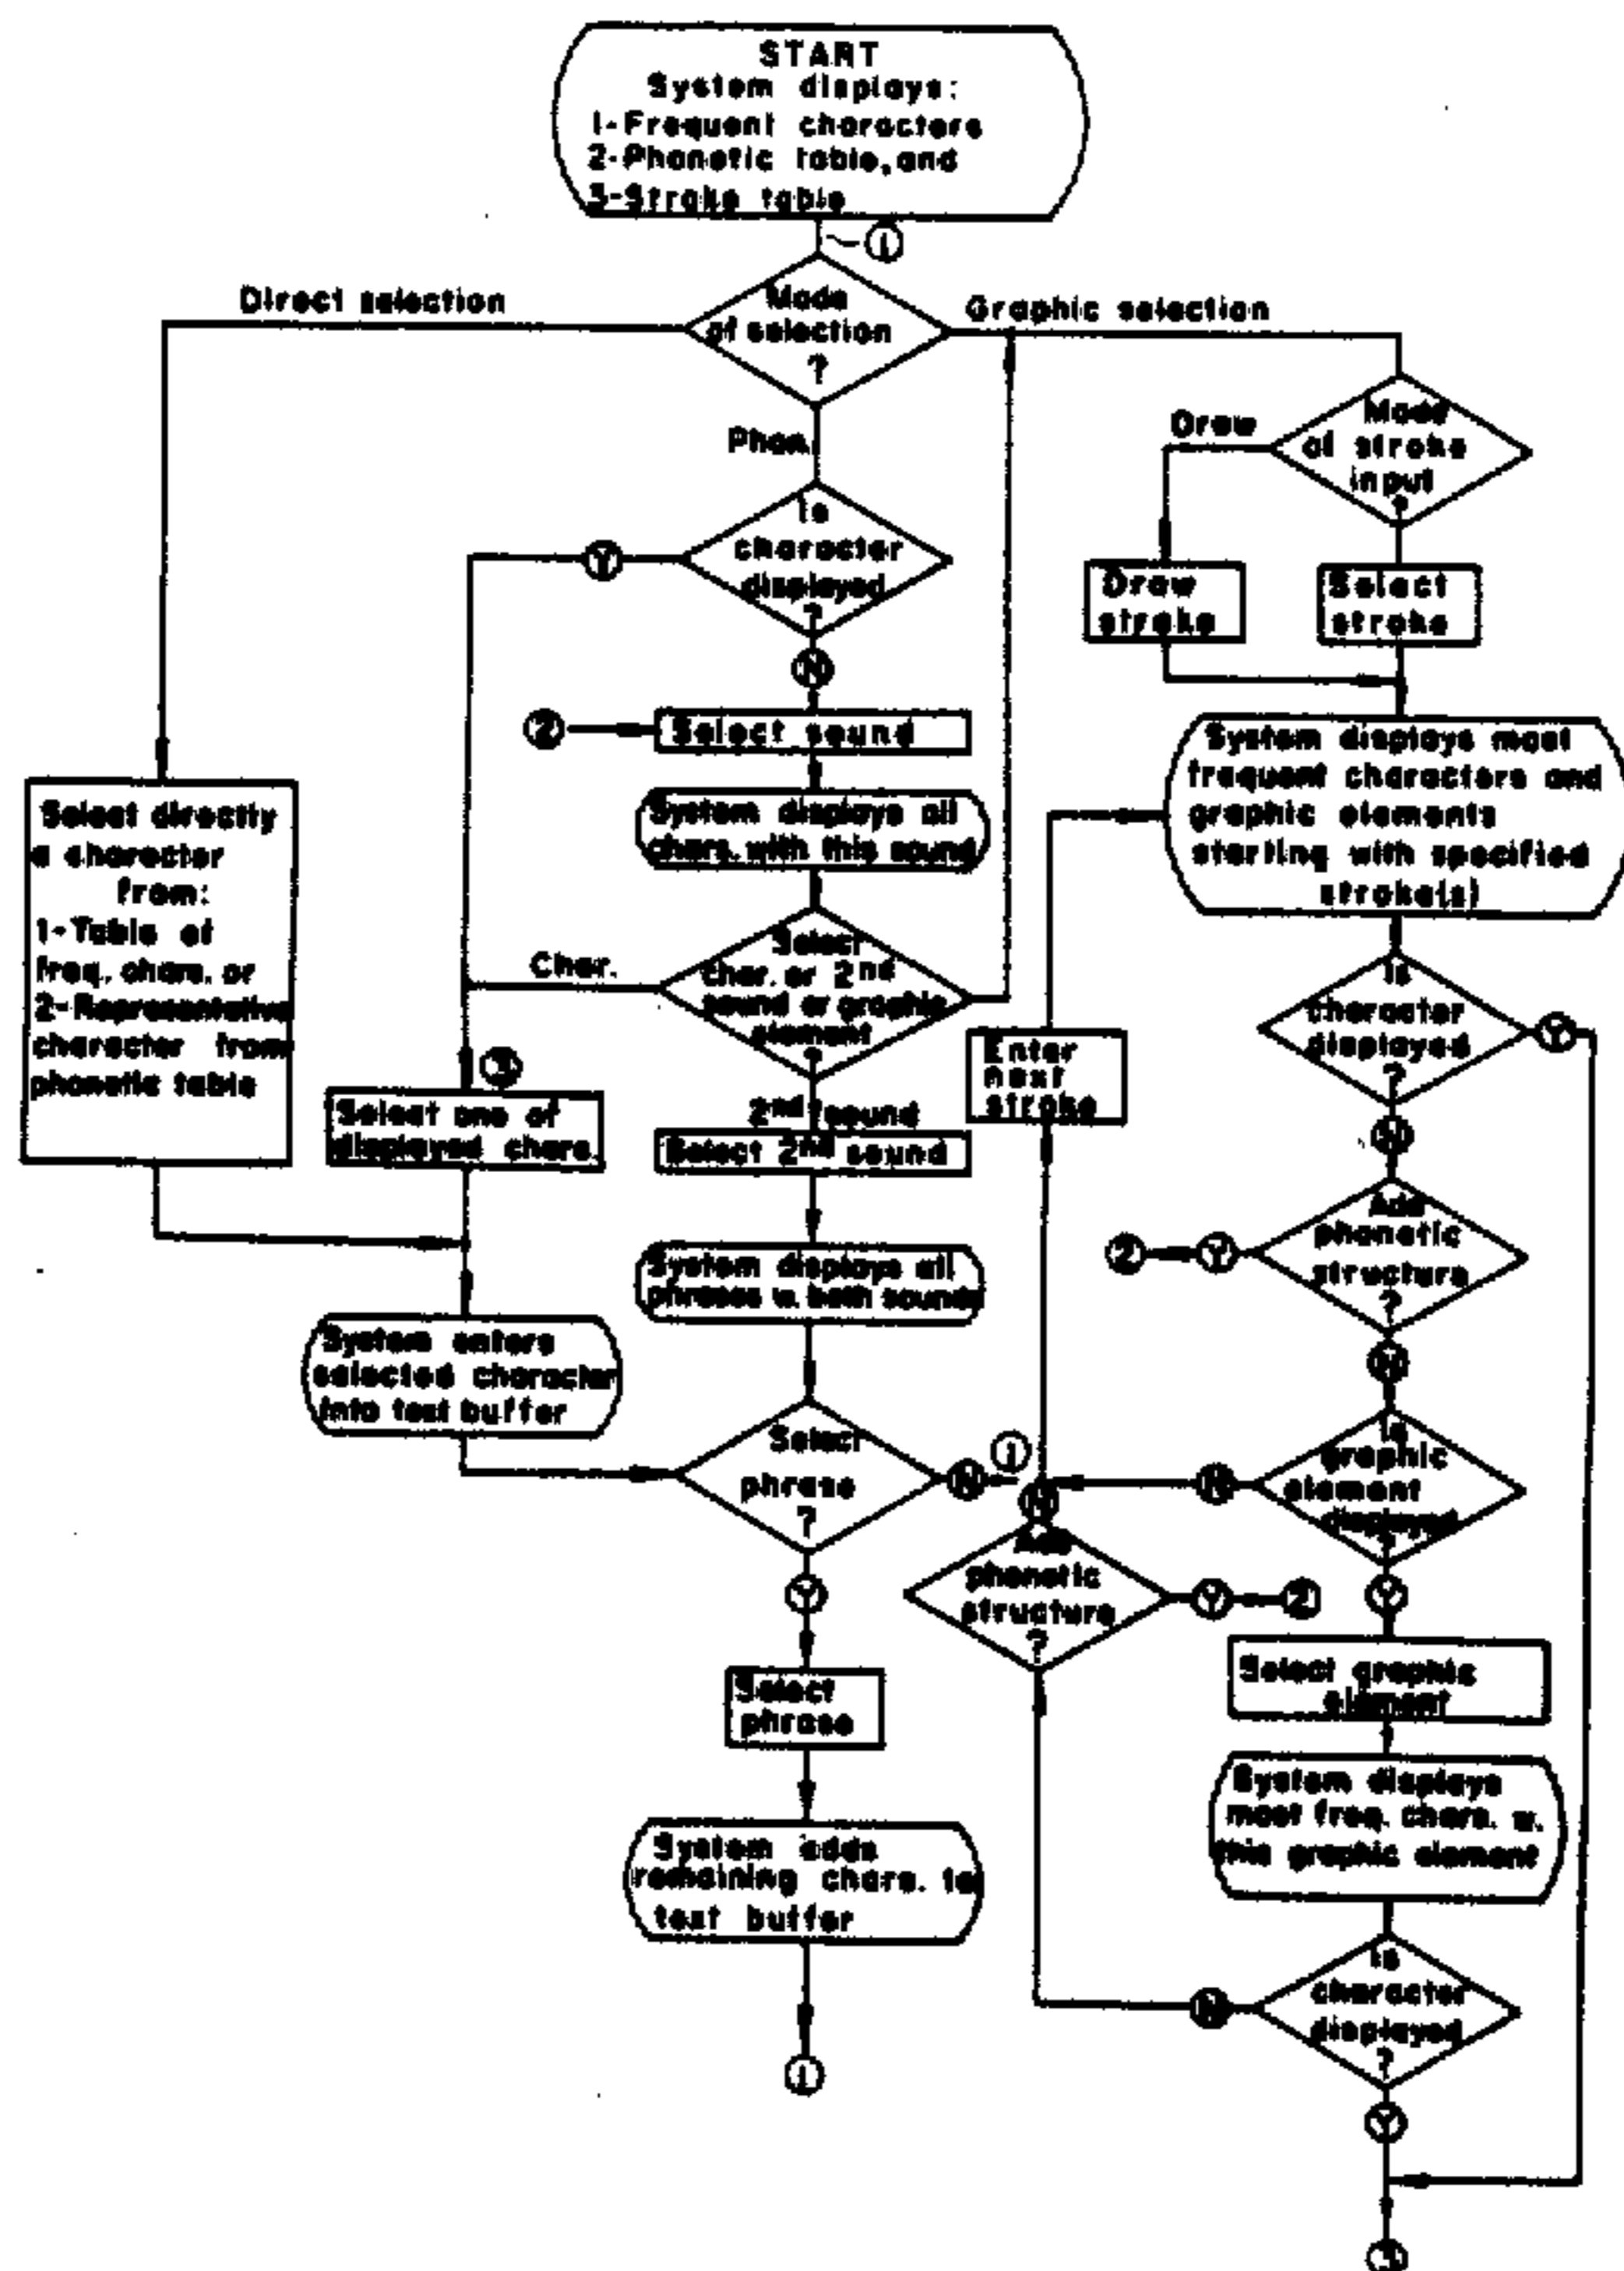 START
System displays:
1-Frequent characters
2-Phonetic table, and
3-Stroke table
1
Mode
of selection
?
Direct selection
Graphic selection
Phon.
Mode
of stroke
input
?
Draw
Draw
stroke
Select
stroke
Is
character
displayed
?
Y
N
2
Select sound
System displays all
chars. with this sound
Select
char. or 2nd
sound or graphic
element
?
Char.
2nd sound
Select 2nd sound
System displays all
phrases w. both sounds
Select directly
a character
from:
1-Table of
freq. chars. or
2-Representative
character from
phonetic table
3
Select one of
displayed chars.
System enters
selected character
into text buffer
Select
phrase
?
N
1
Y
Select
phrase
System adds
remaining chars. to
text buffer
1
System displays most
frequent characters and
graphic elements
starting with specified
stroke(s)
Is
character
displayed
?
Y
N
Enter
next
stroke
Add
phonetic
structure
?
Y
2
N
Is
graphic
element
displayed
?
N
Y
N
Add
phonetic
structure
?
Y
2
Select graphic
element
System displays
most freq. chars. w.
this graphic element
Is
character
displayed
?
N
Y
3